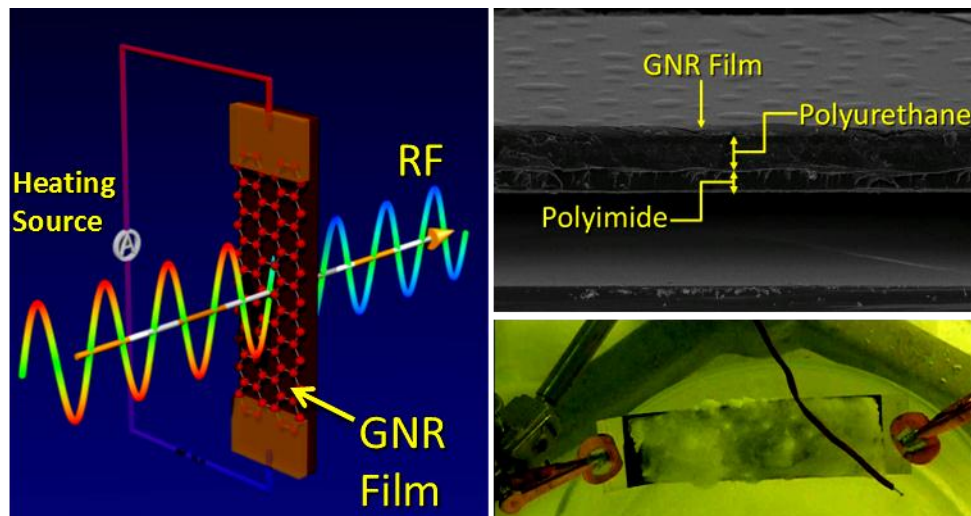 Heating
Source
A
RF
GNR
Film
GNR Film
Polyurethane
Polyimide